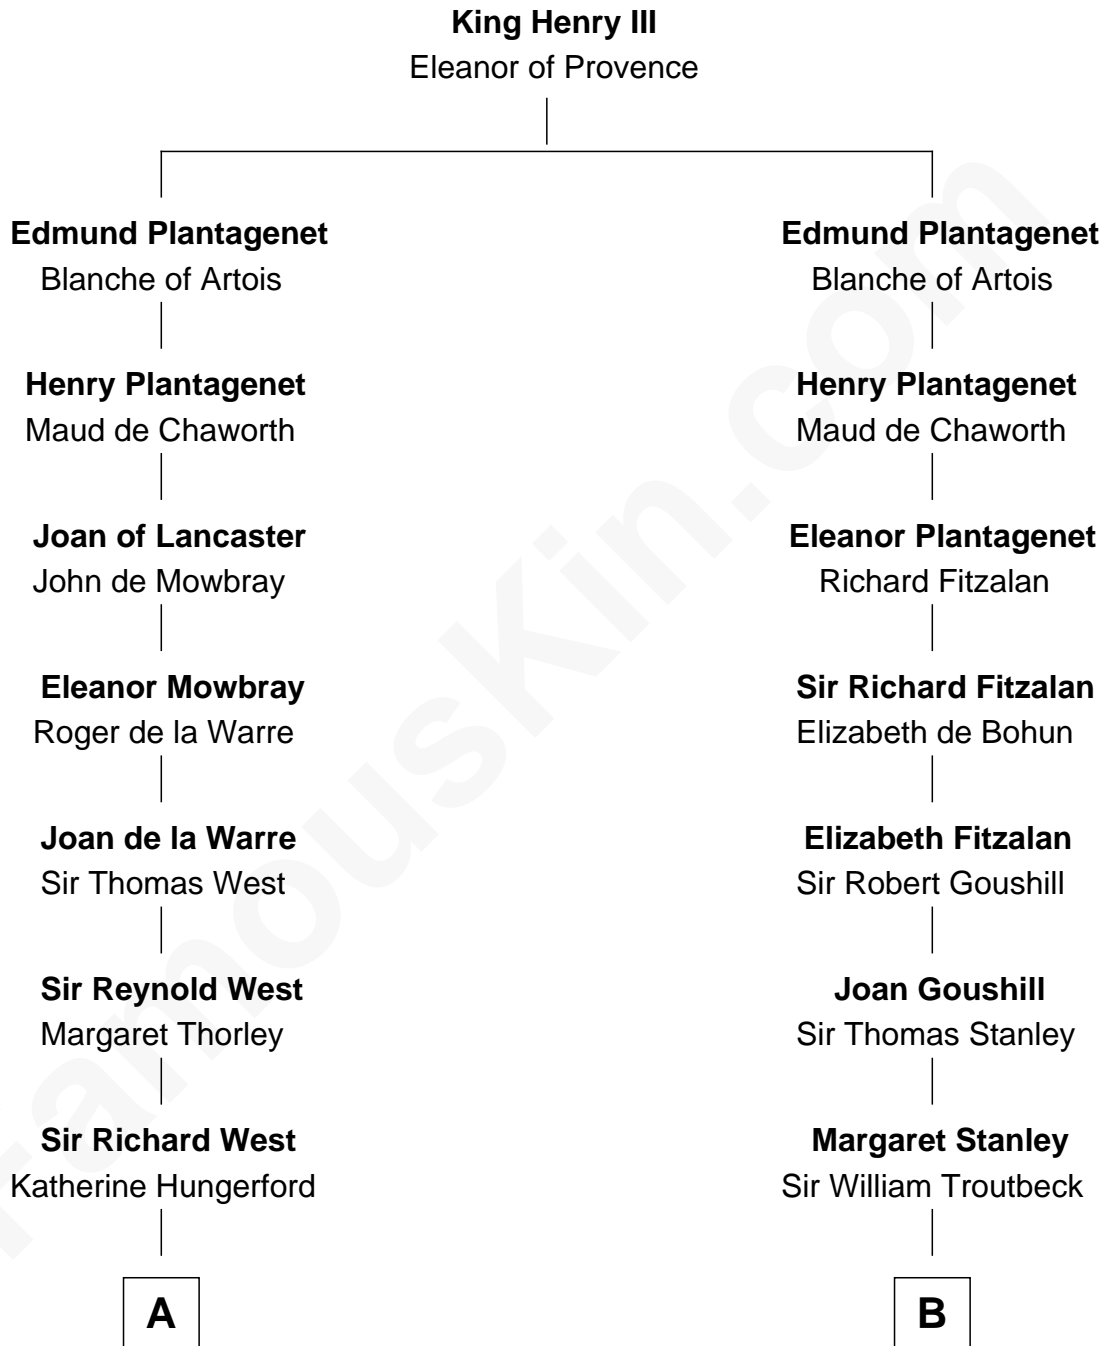 King Henry III
Eleanor of Provence
Edmund Plantagenet
Blanche of Artois
Henry Plantagenet
Maud de Chaworth
Joan of Lancaster
John de Mowbray
Eleanor Mowbray
Roger de la Warre
Joan de la Warre
Sir Thomas West
Sir Reynold West
Margaret Thorley
Sir Richard West
Katherine Hungerford
A
Edmund Plantagenet
Blanche of Artois
Henry Plantagenet
Maud de Chaworth
Eleanor Plantagenet
Richard Fitzalan
Sir Richard Fitzalan
Elizabeth de Bohun
Elizabeth Fitzalan
Sir Robert Goushill
Joan Goushill
Sir Thomas Stanley
Margaret Stanley
Sir William Troutbeck
B
FamousKin.com